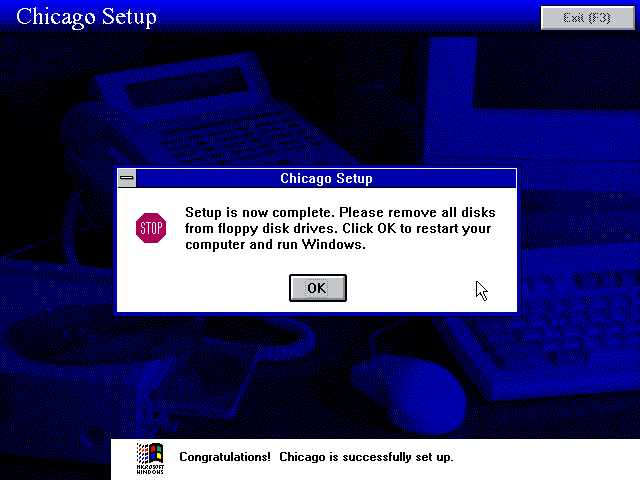 Chicago Setup
Exit (F3)
Chicago Setup
STOP
Setup is now complete. Please remove all disks
from floppy disk drives. Click OK to restart your
computer and run Windows.
OK
MICROSOFT
WINDOWS
Congratulations! Chicago is successfully set up.